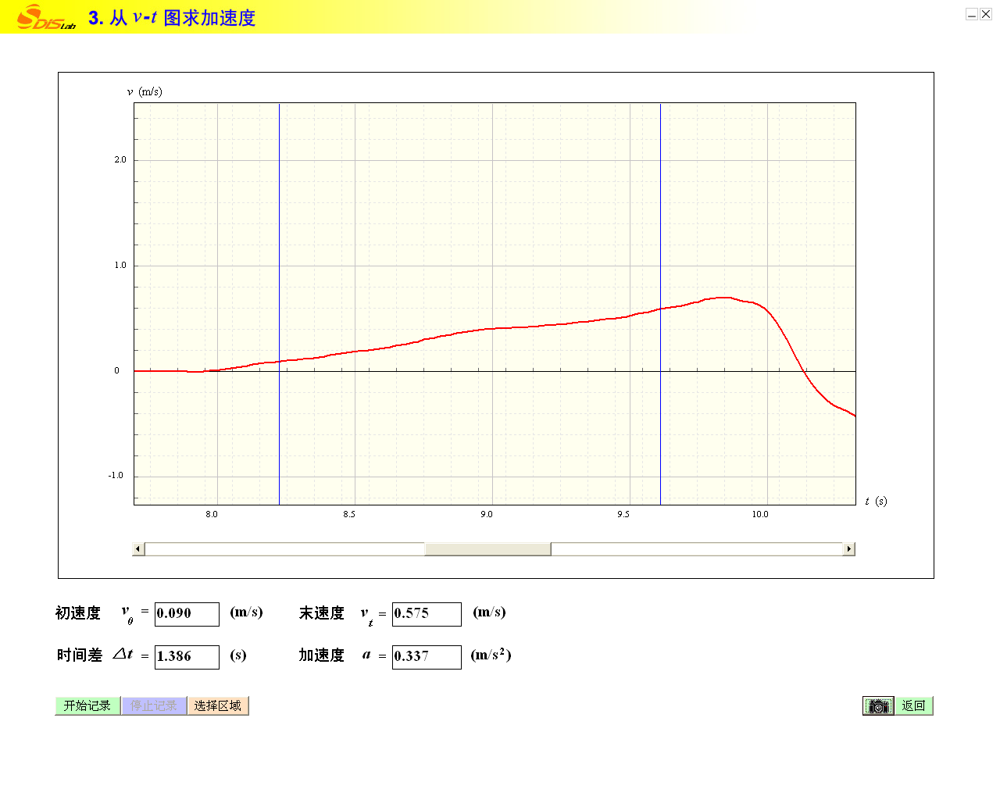 SDISLab 3. 从 v-t 图求加速度
v (m/s)
2.0
1.0
0
-1.0
t (s)
8.0 8.5 9.0 9.5 10.0
初速度 v0 = 0.090 (m/s) 末速度 vt = 0.575 (m/s)
时间差 △t = 1.386 (s) 加速度 a = 0.337 (m/s²)
开始记录 停止记录 选择区域 返回